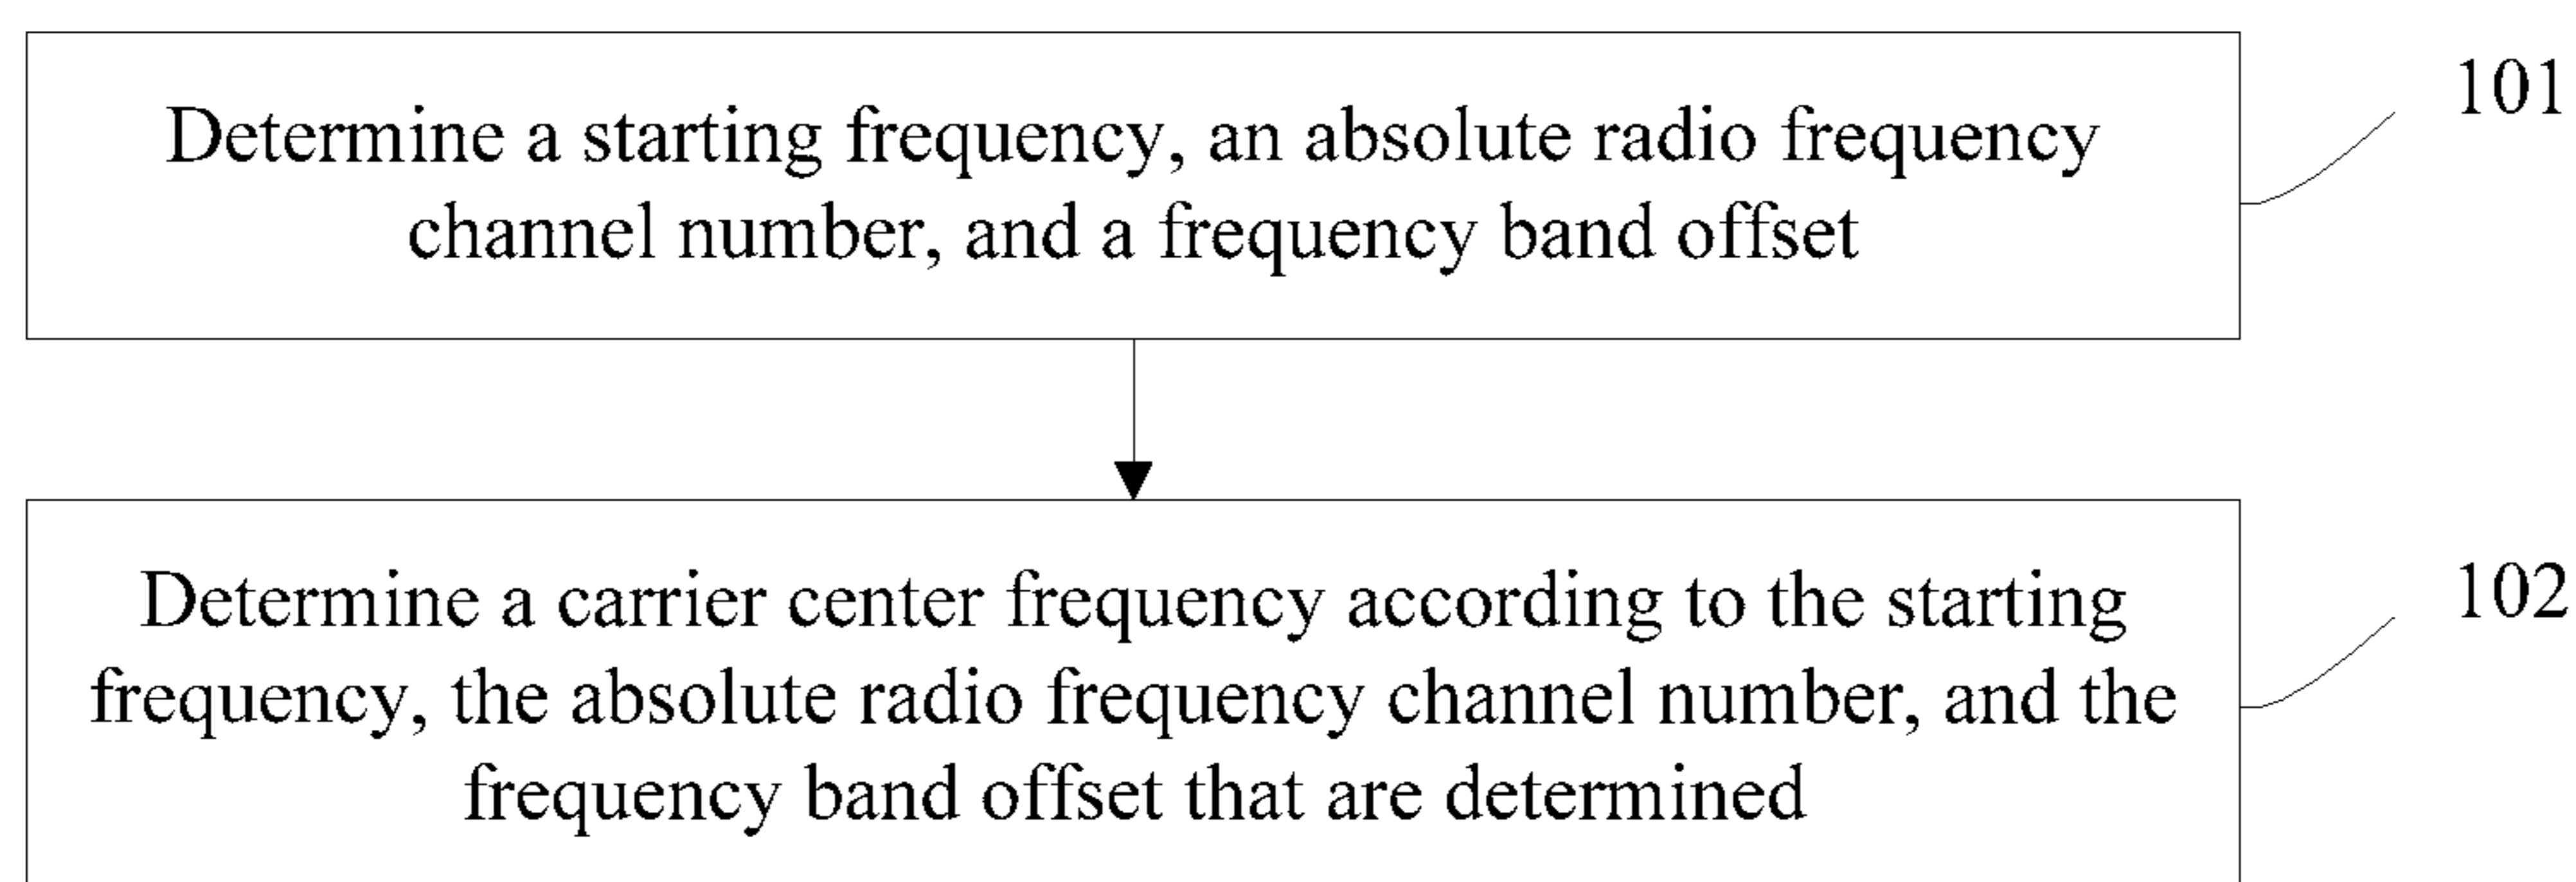 Determine a starting frequency, an absolute radio frequency
channel number, and a frequency band offset
101
Determine a carrier center frequency according to the starting
frequency, the absolute radio frequency channel number, and the
frequency band offset that are determined
102